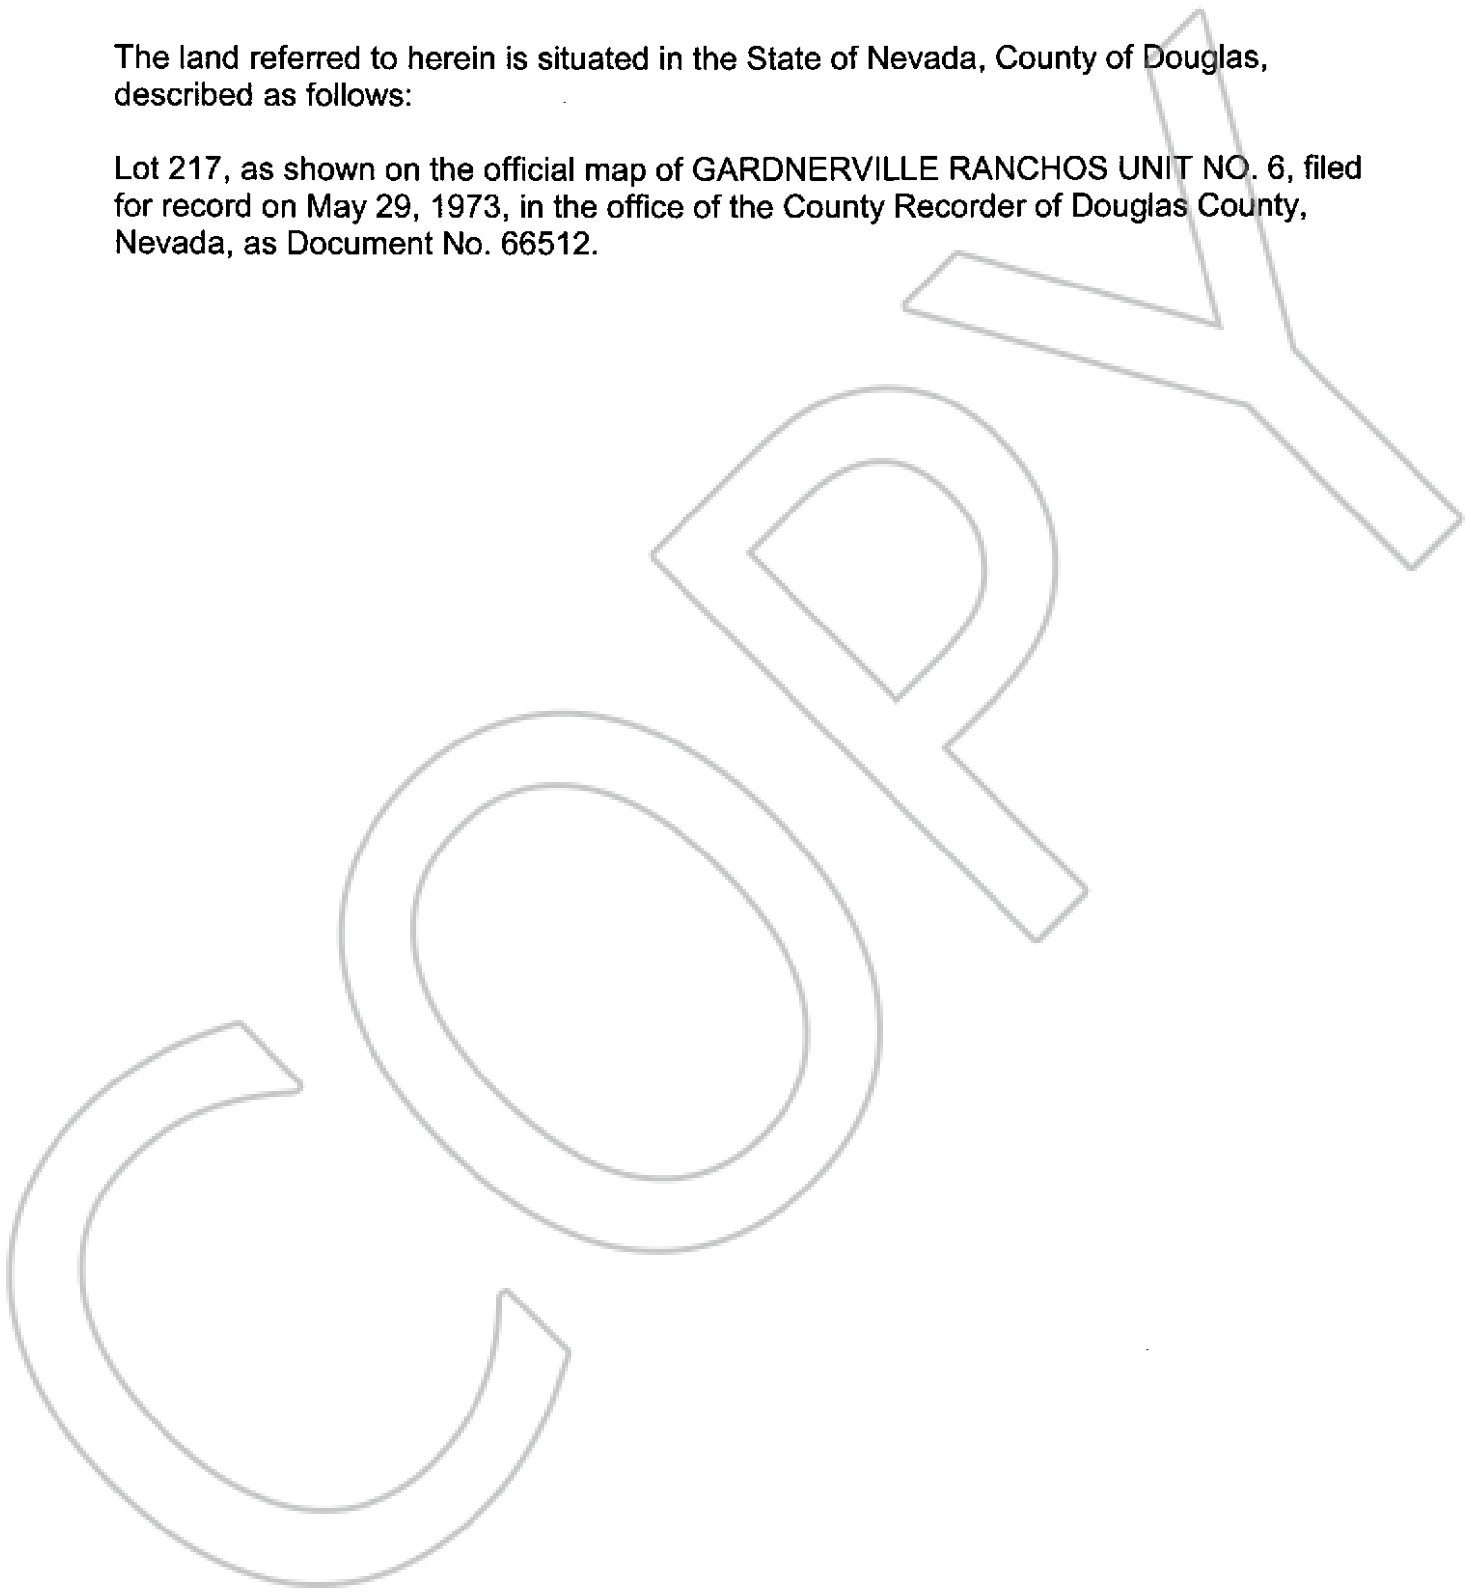 The land referred to herein is situated in the State of Nevada, County of Douglas,
described as follows:
Lot 217, as shown on the official map of GARDNERVILLE RANCHOS UNIT NO. 6, filed
for record on May 29, 1973, in the office of the County Recorder of Douglas County,
Nevada, as Document No. 66512.
COPY